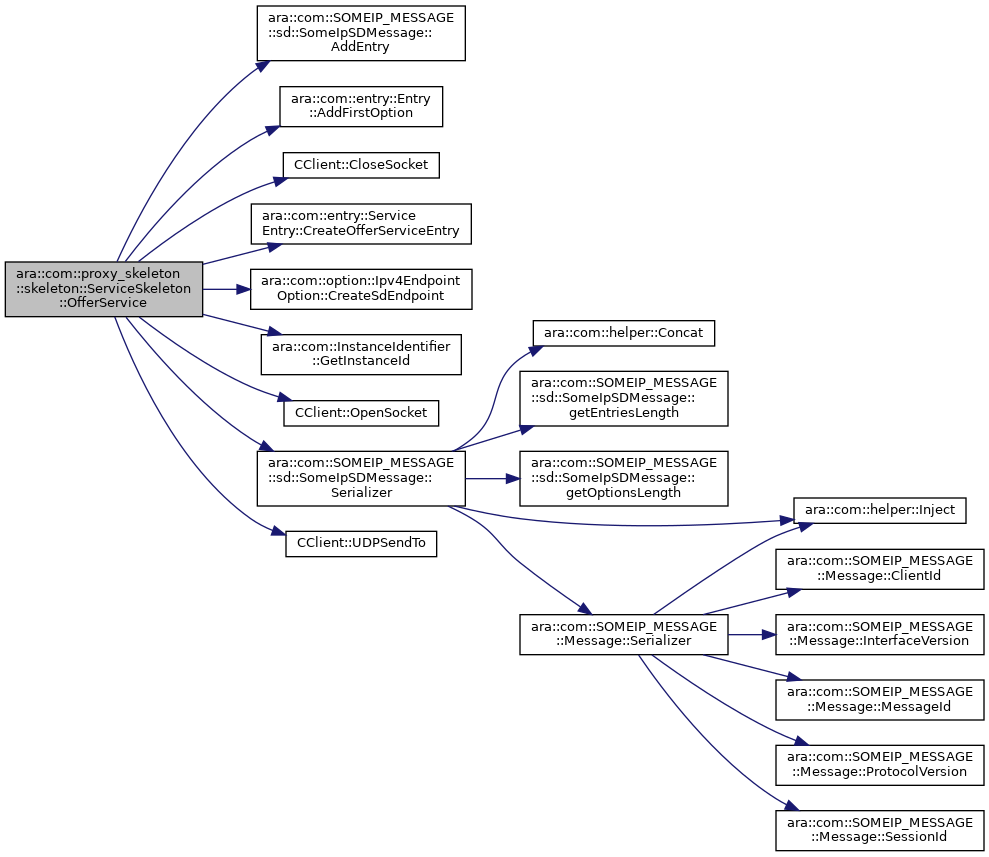 ara::com::SOMEIP_MESSAGE
::sd::SomeIpSDMessage::
AddEntry
ara::com::entry::Entry
::AddFirstOption
CClient::CloseSocket
ara::com::entry::Service
Entry::CreateOfferServiceEntry
ara::com::proxy_skeleton
::skeleton::ServiceSkeleton
::OfferService
ara::com::option::Ipv4Endpoint
Option::CreateSdEndpoint
ara::com::InstanceIdentifier
::GetInstanceId
CClient::OpenSocket
ara::com::SOMEIP_MESSAGE
::sd::SomeIpSDMessage::
Serializer
CClient::UDPSendTo
ara::com::helper::Concat
ara::com::SOMEIP_MESSAGE
::sd::SomeIpSDMessage::
getEntriesLength
ara::com::SOMEIP_MESSAGE
::sd::SomeIpSDMessage::
getOptionsLength
ara::com::SOMEIP_MESSAGE
::Message::Serializer
ara::com::helper::Inject
ara::com::SOMEIP_MESSAGE
::Message::ClientId
ara::com::SOMEIP_MESSAGE
::Message::InterfaceVersion
ara::com::SOMEIP_MESSAGE
::Message::MessageId
ara::com::SOMEIP_MESSAGE
::Message::ProtocolVersion
ara::com::SOMEIP_MESSAGE
::Message::SessionId